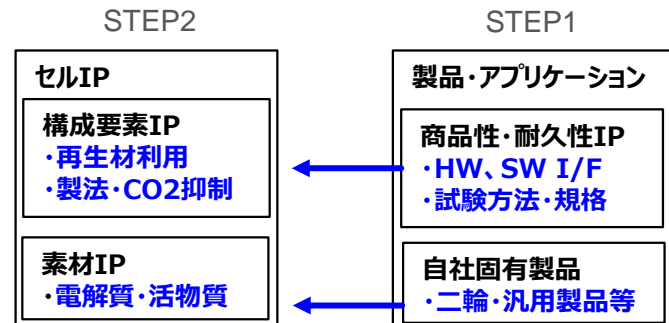 STEP2
STEP1
セルIP
構成要素IP
・再生材利用
・製法・CO2抑制
素材IP
・電解質・活物質
製品・アプリケーション
商品性・耐久性IP
・HW、SW I/F
・試験方法・規格
自社固有製品
・二輪・汎用製品等